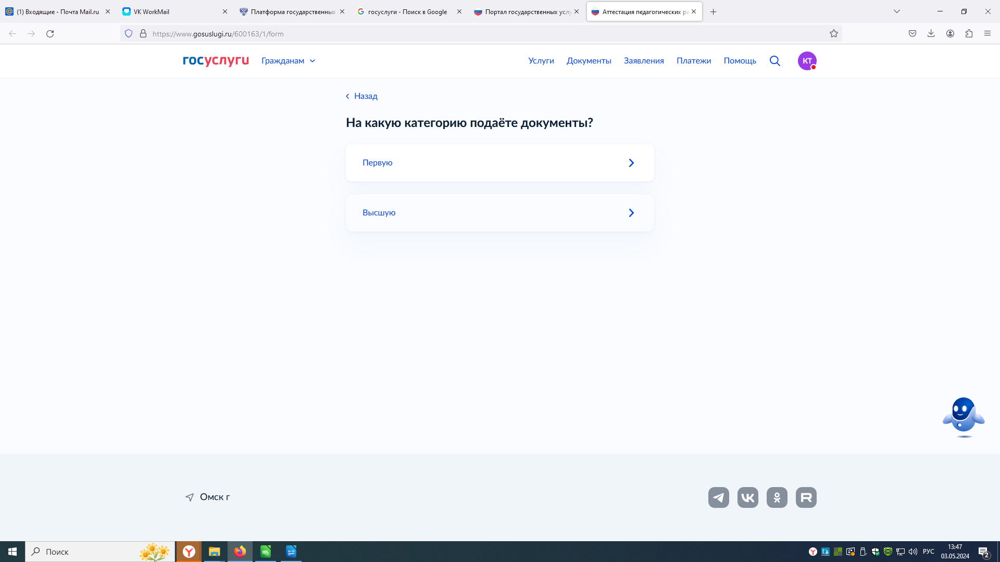 (1) Входящие - Почта Mail.ru
VK WorkMail
Платформа государственных
госуслуги - Поиск в Google
Портал государственных услу
Аттестация педагогических ра
https://www.gosuslugi.ru/600163/1/form
госуслуги
Гражданам
Услуги
Документы
Заявления
Платежи
Помощь
КТ
Назад
На какую категорию подаёте документы?
Первую
Высшую
Омск г
Поиск
РУС
13:47
03.05.2024
2